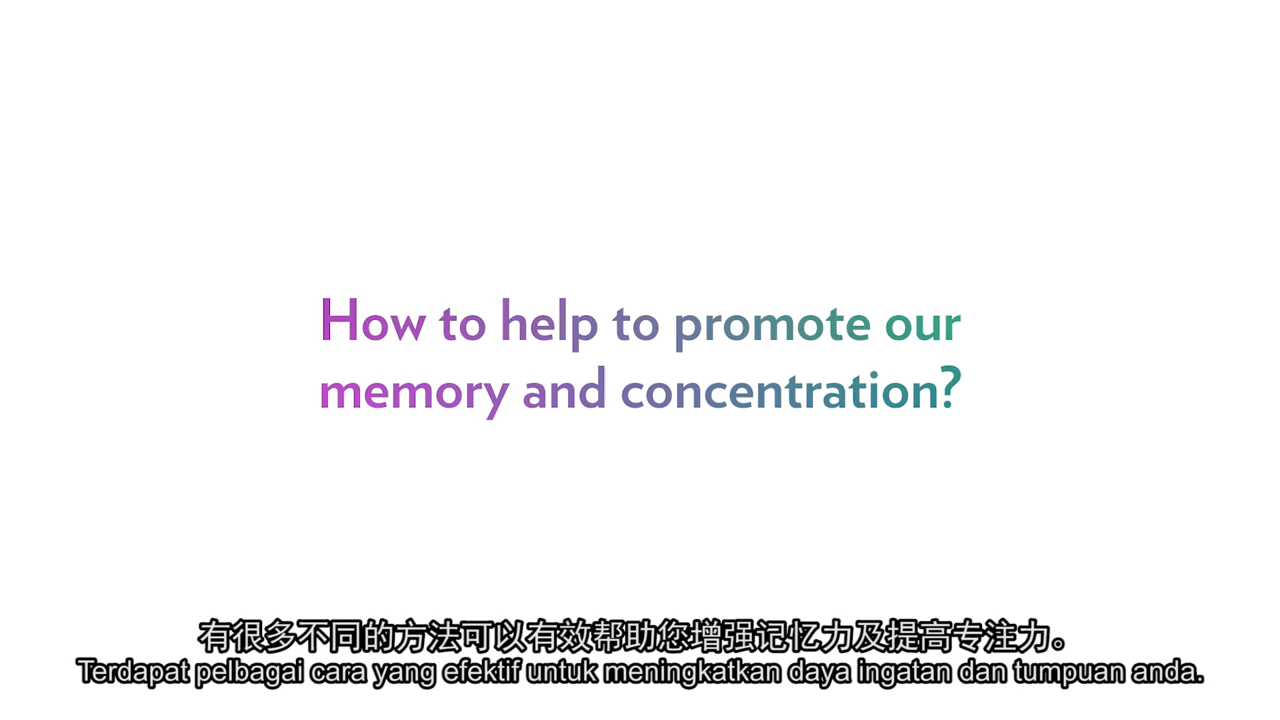 How to help to promote our
memory and concentration?
有很多不同的方法可以有效帮助您增强记忆力及提高专注力。
Terdapat pelbagai cara yang efektif untuk meningkatkan daya ingatan dan tumpuan anda.